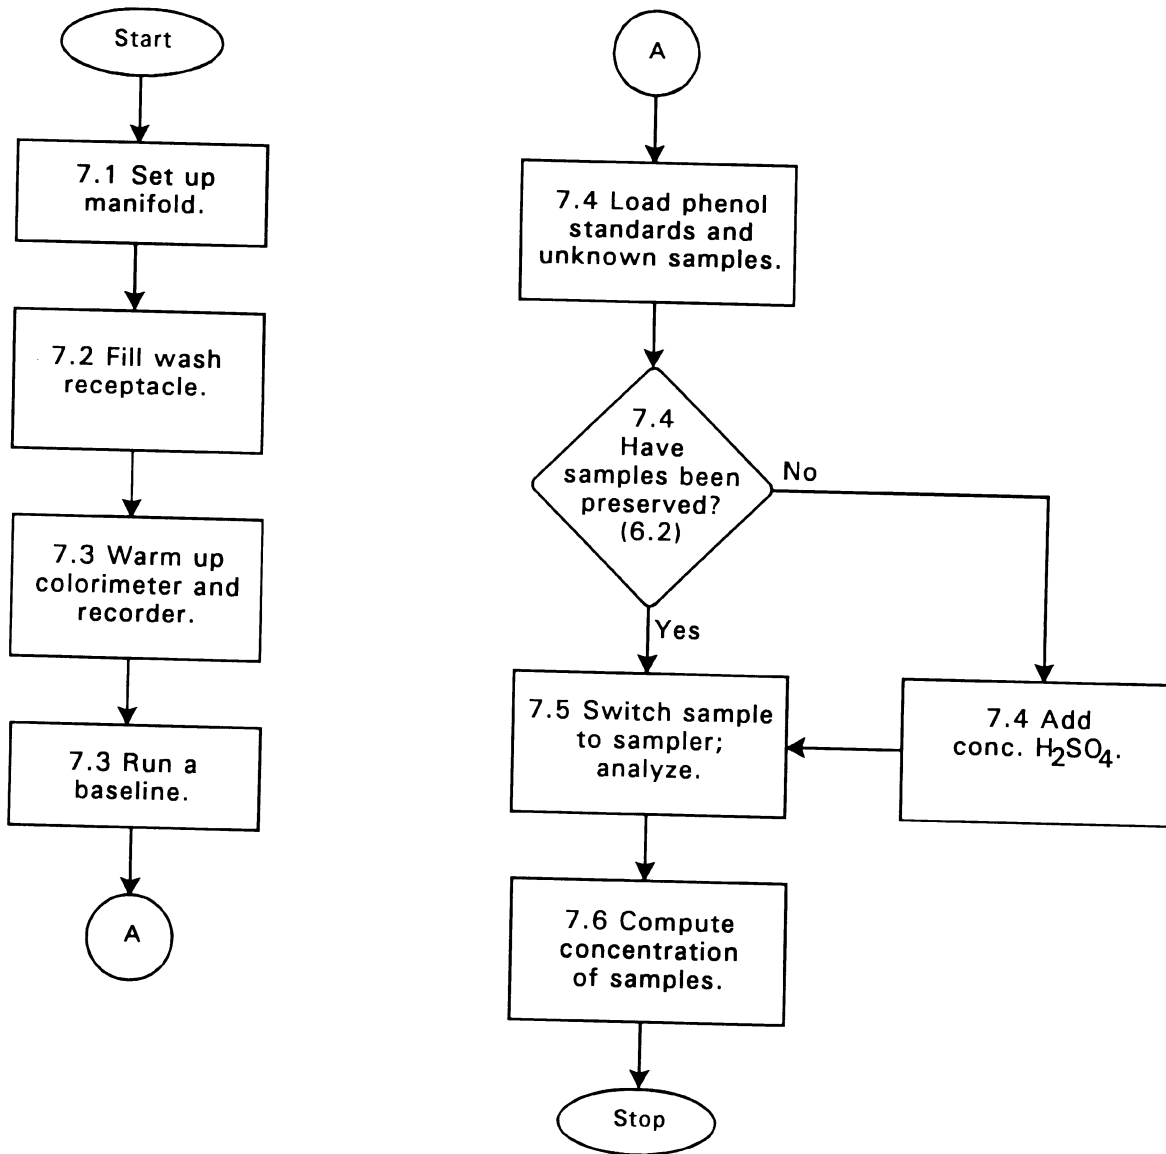 Start
7.1 Set up
manifold.
7.2 Fill wash
receptacle.
7.3 Warm up
colorimeter and
recorder.
7.3 Run a
baseline.
A
A
7.4 Load phenol
standards and
unknown samples.
7.4
Have
samples been
preserved?
(6.2)
No
Yes
7.5 Switch sample
to sampler;
analyze.
7.4 Add
conc. H₂SO₄.
7.6 Compute
concentration
of samples.
Stop